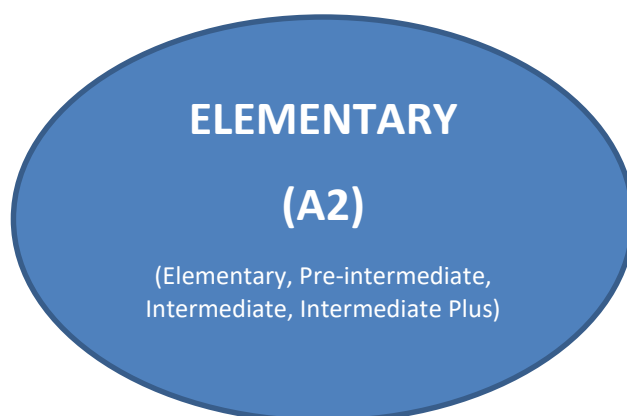 ELEMENTARY
(A2)
(Elementary, Pre-intermediate,
Intermediate, Intermediate Plus)